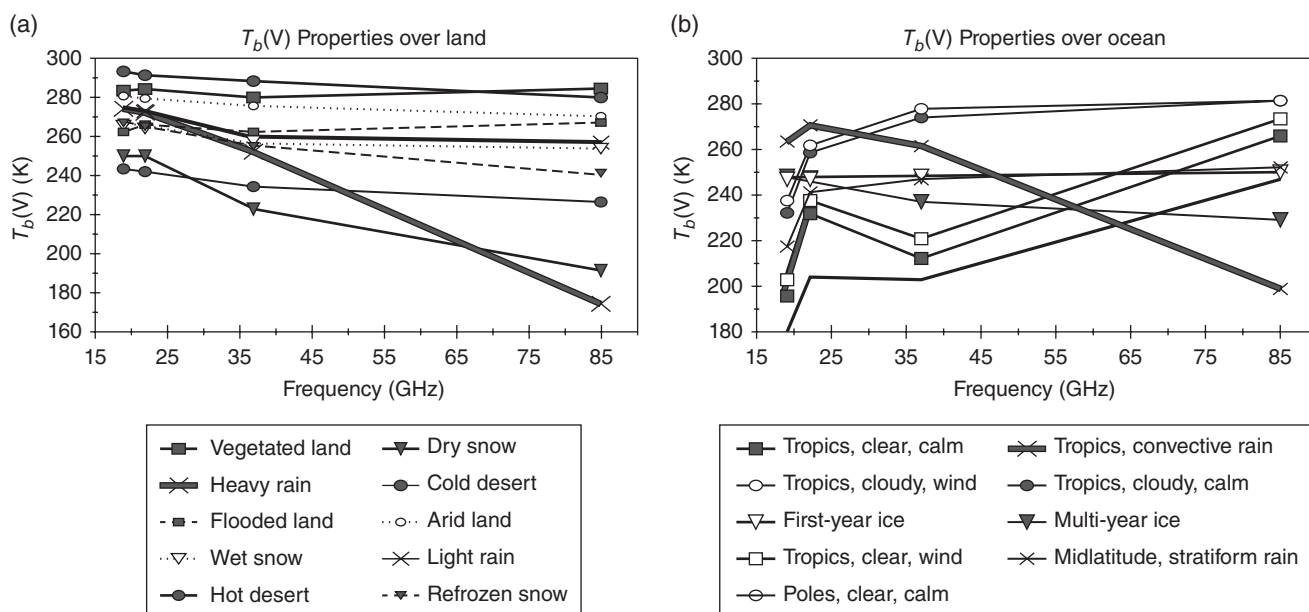 (a)
T_b(V) Properties over land
300
280
260
240
220
200
180
160
T_b(V) (K)
15 25 35 45 55 65 75 85
Frequency (GHz)
Vegetated land
Dry snow
Heavy rain
Cold desert
Flooded land
Arid land
Wet snow
Light rain
Hot desert
Refrozen snow
(b)
T_b(V) Properties over ocean
300
280
260
240
220
200
180
T_b(V) (K)
15 25 35 45 55 65 75 85
Frequency (GHz)
Tropics, clear, calm
Tropics, convective rain
Tropics, cloudy, wind
Tropics, cloudy, calm
First-year ice
Multi-year ice
Tropics, clear, wind
Midlatitude, stratiform rain
Poles, clear, calm